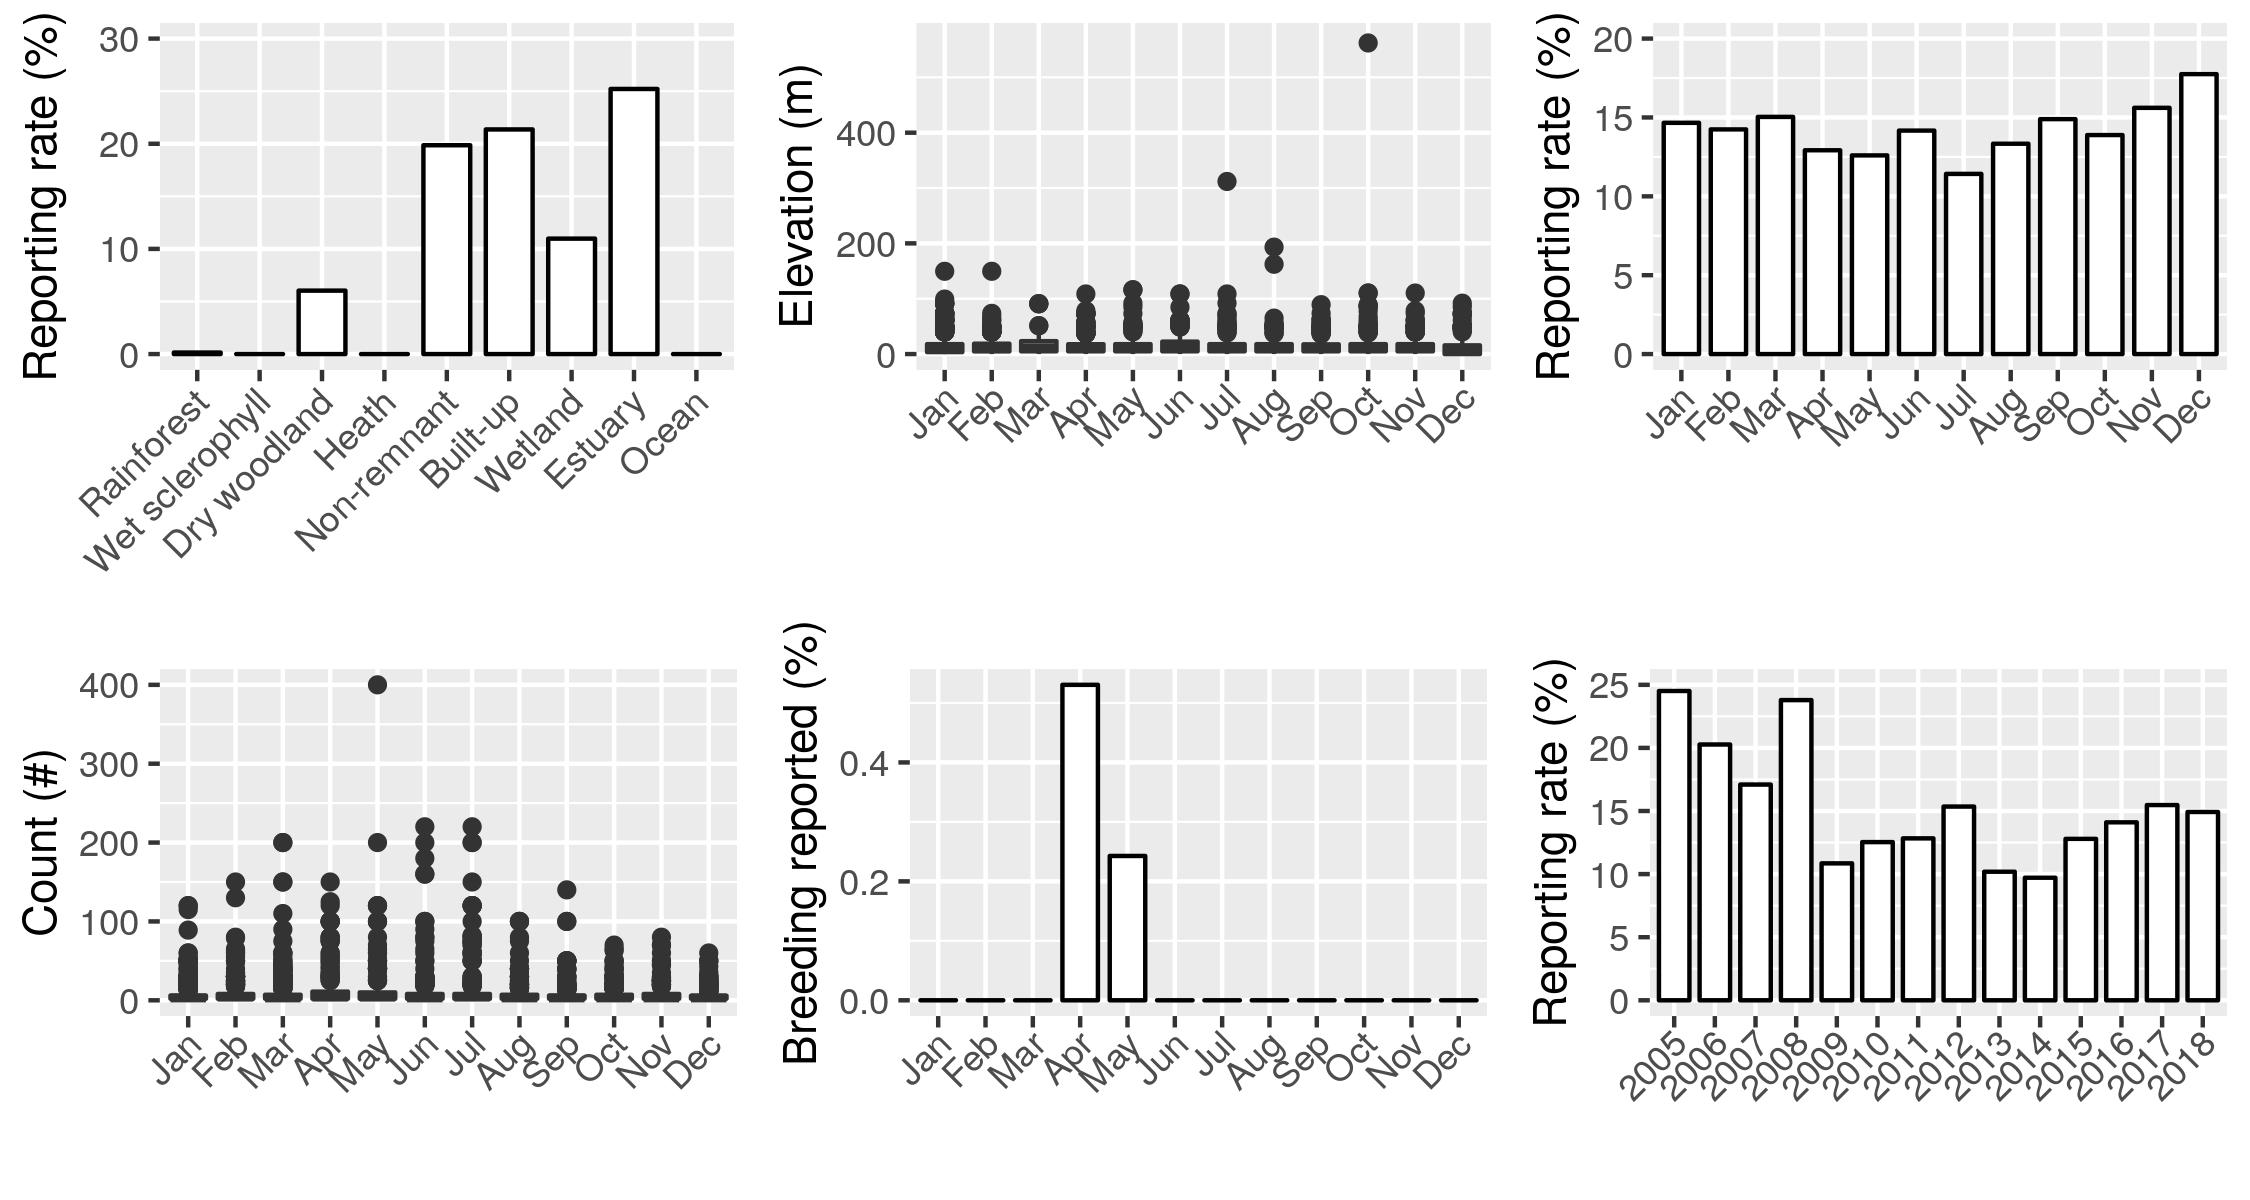 Reporting rate (%)
30
20
10
0
Rainforest
Wet sclerophyll
Dry woodland
Heath
Non-remnant
Built-up
Wetland
Estuary
Ocean
Elevation (m)
400
200
0
Jan
Feb
Mar
Apr
May
Jun
Jul
Aug
Sep
Oct
Nov
Dec
Reporting rate (%)
20
15
10
5
0
Jan
Feb
Mar
Apr
May
Jun
Jul
Aug
Sep
Oct
Nov
Dec
Count (#)
400
300
200
100
0
Jan
Feb
Mar
Apr
May
Jun
Jul
Aug
Sep
Oct
Nov
Dec
Breeding reported (%)
0.4
0.2
0.0
Jan
Feb
Mar
Apr
May
Jun
Jul
Aug
Sep
Oct
Nov
Dec
Reporting rate (%)
25
20
15
10
5
0
2005
2006
2007
2008
2009
2010
2011
2012
2013
2014
2015
2016
2017
2018